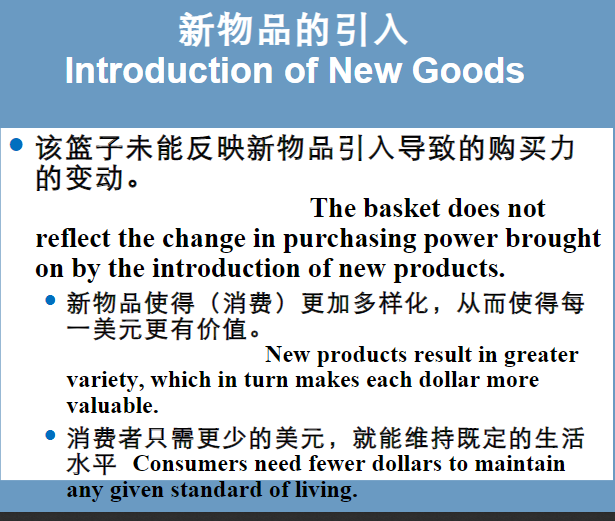 新物品的引入
Introduction of New Goods
该篮子未能反映新物品引入导致的购买力
的变动。
The basket does not
reflect the change in purchasing power brought
on by the introduction of new products.
新物品使得（消费）更加多样化，从而使得每
一美元更有价值。
New products result in greater
variety, which in turn makes each dollar more
valuable.
消费者只需更少的美元，就能维持既定的生活
水平 Consumers need fewer dollars to maintain
any given standard of living.